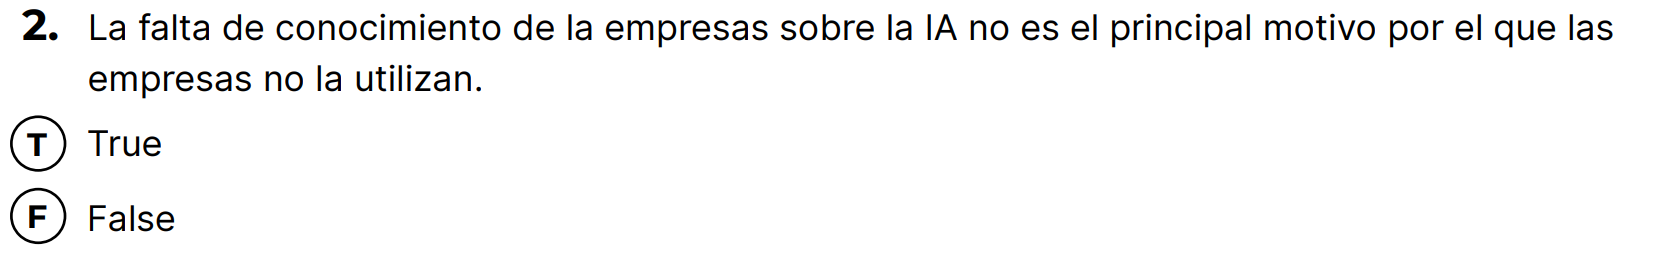 2. La falta de conocimiento de la empresas sobre la IA no es el principal motivo por el que las
empresas no la utilizan.
T True
F False